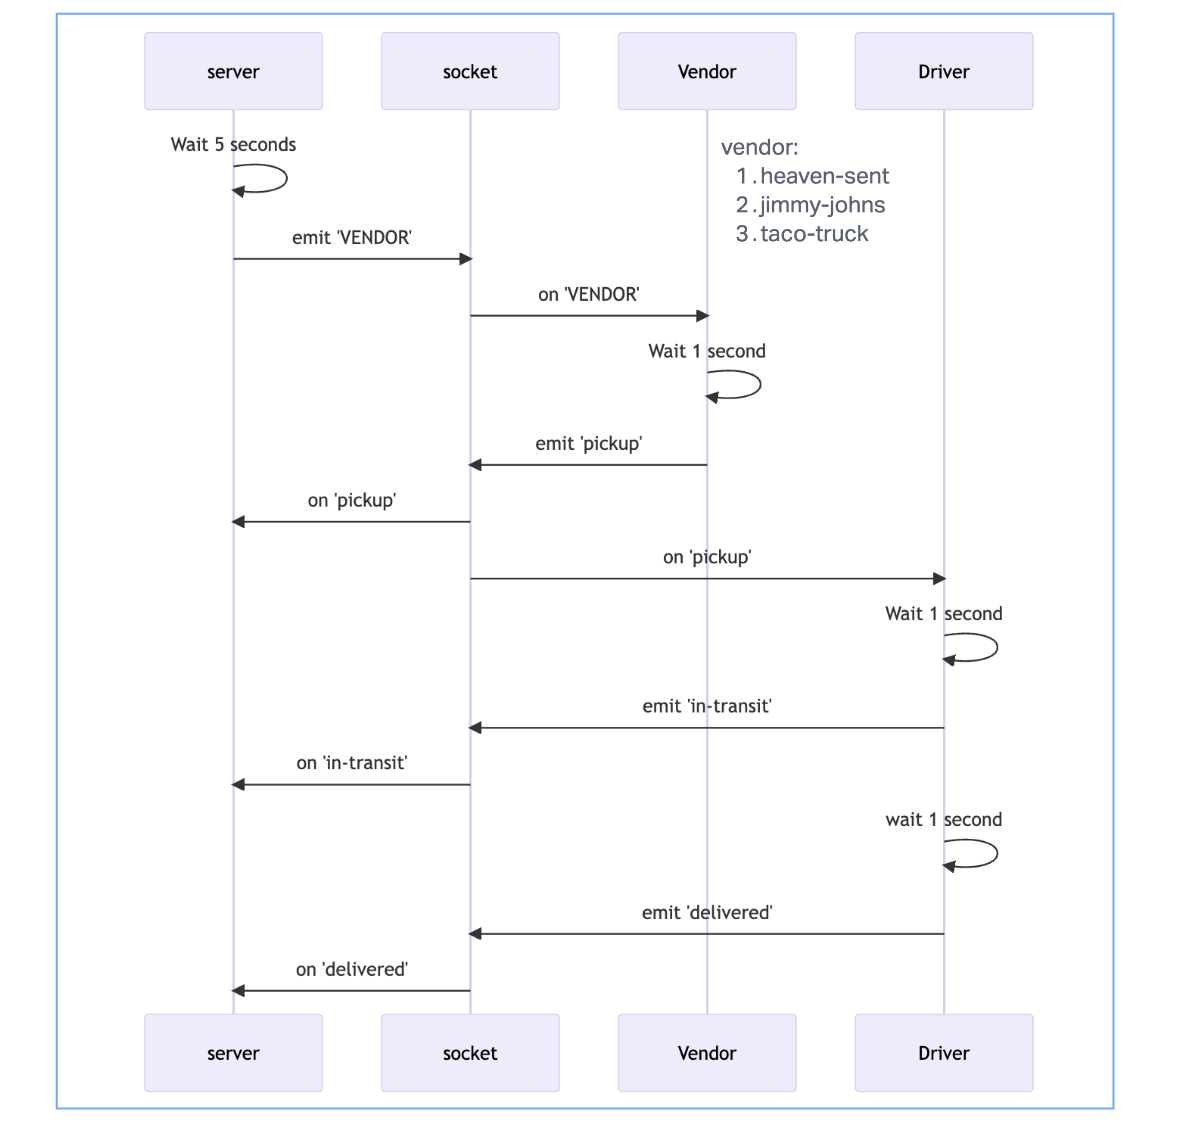 server
socket
Vendor
Driver
Wait 5 seconds
vendor:
1. heaven-sent
2. jimmy-johns
3. taco-truck
emit 'VENDOR'
on 'VENDOR'
Wait 1 second
emit 'pickup'
on 'pickup'
on 'pickup'
Wait 1 second
emit 'in-transit'
on 'in-transit'
wait 1 second
emit 'delivered'
on 'delivered'
server
socket
Vendor
Driver